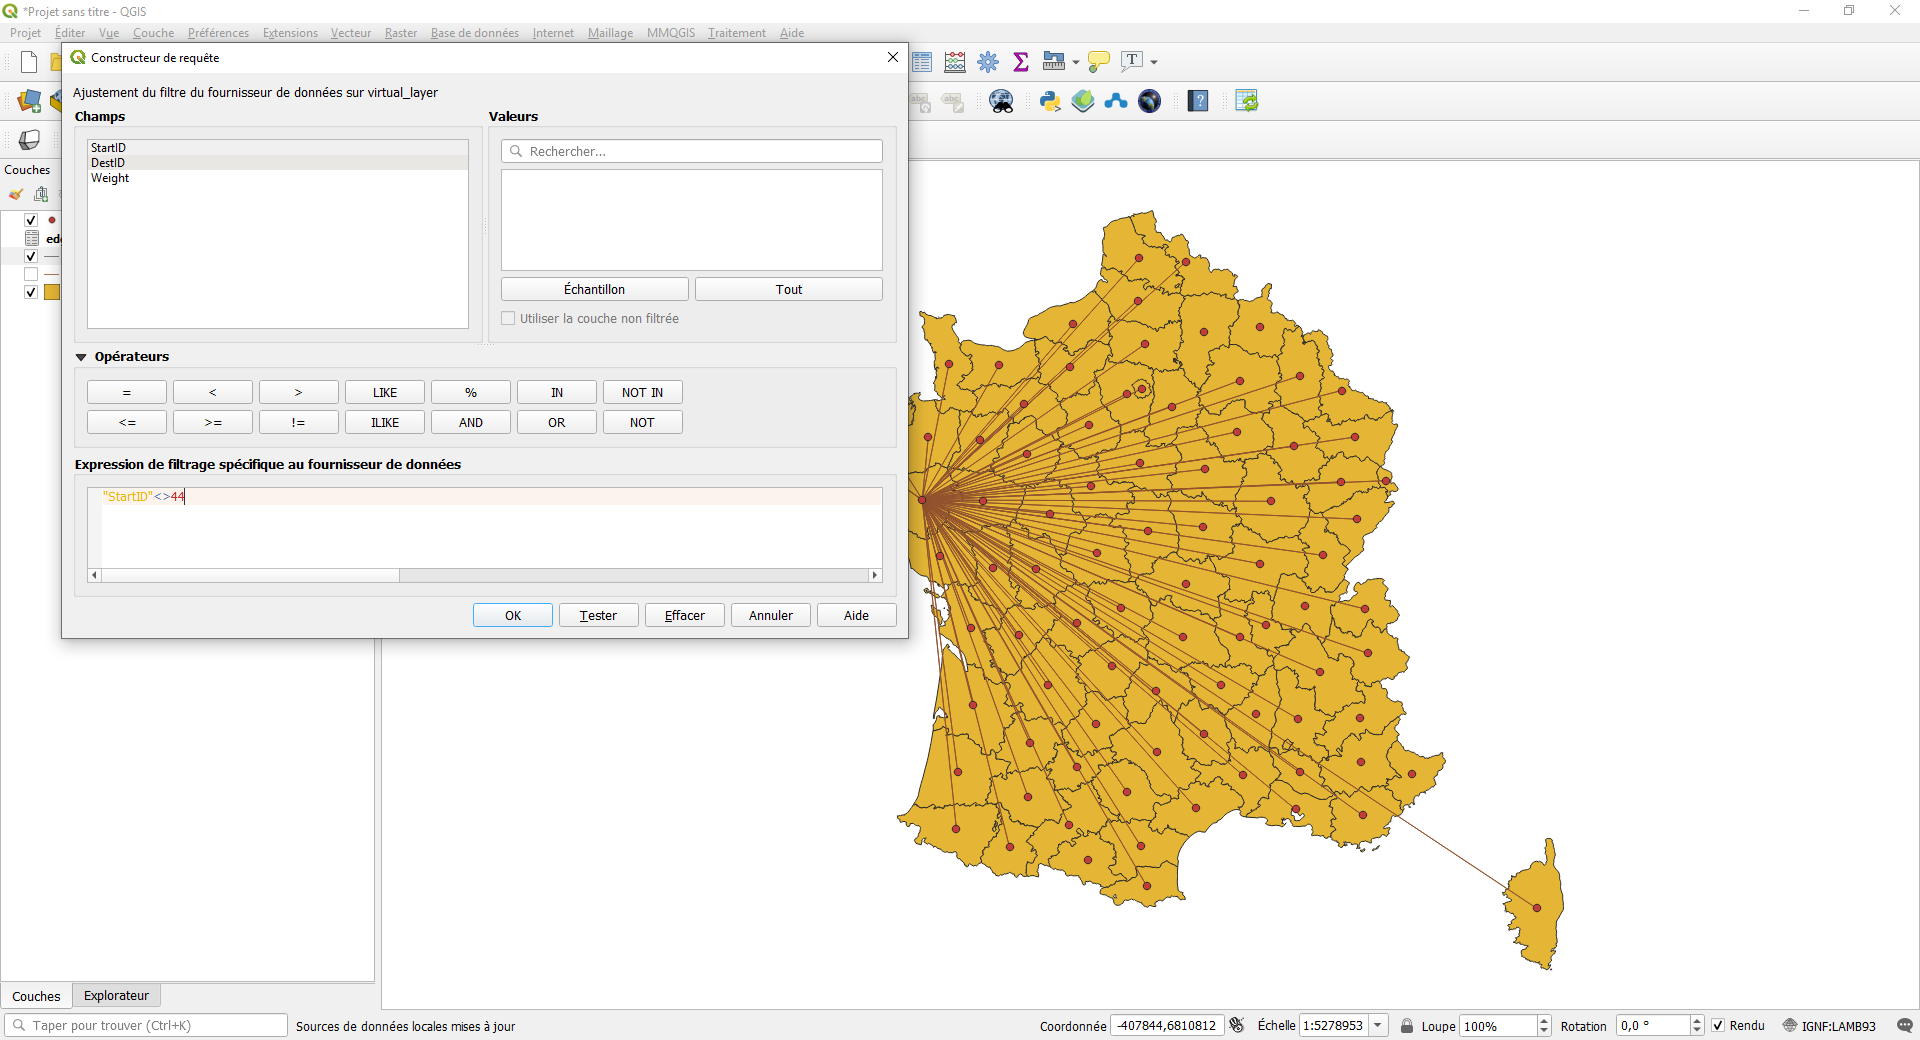 *Projet sans titre - QGIS
Projet Éditer Vue Couche Préférences Extensions Vecteur Raster Base de données Internet Maillage MMQGIS Traitement Aide
Constructeur de requête
Ajustement du filtre du fournisseur de données sur virtual_layer
Champs
Valeurs
StartID
DestID
Weight
Rechercher...
Échantillon
Tout
Utiliser la couche non filtrée
Opérateurs
= < > LIKE % IN NOT IN
<= >= != ILIKE AND OR NOT
Expression de filtrage spécifique au fournisseur de données
"StartID"<>44
OK Tester Effacer Annuler Aide
Couches
Couches Explorateur
Taper pour trouver (Ctrl+K) Sources de données locales mises à jour Coordonnée -407844,6810812 Échelle 1:5278953 Loupe 100% Rotation 0,0 ° Rendu IGNF:LAMB93